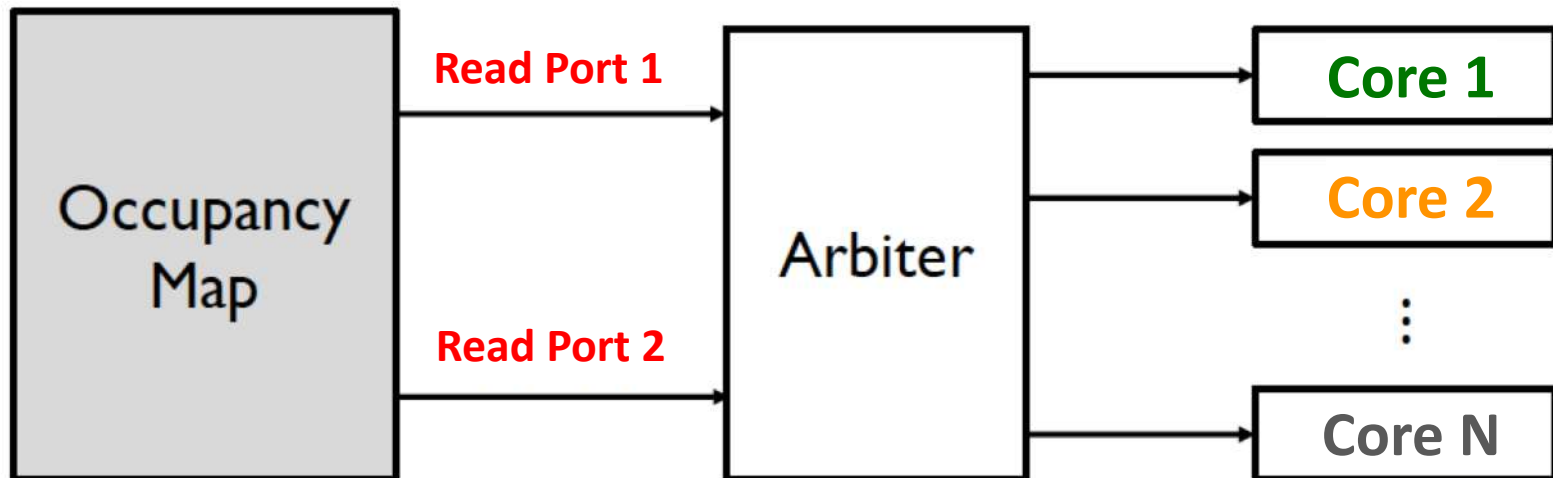 Occupancy
Map
Read Port 1
Read Port 2
Arbiter
Core 1
Core 2
⋮
Core N